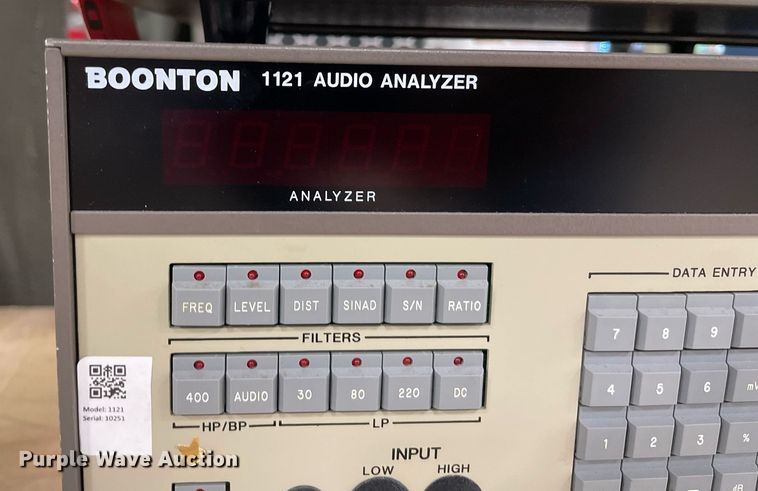 BOONTON 1121 AUDIO ANALYZER
ANALYZER
DATA ENTRY
FREQ LEVEL DIST SINAD S/N RATIO
FILTERS
7 8 9
400 AUDIO 30 80 220 DC
4 5 6 mV
HP/BP LP
Model: 1121
Serial: 10251
1 2 3 %
INPUT
LOW HIGH
dB
Purple Wave Auction